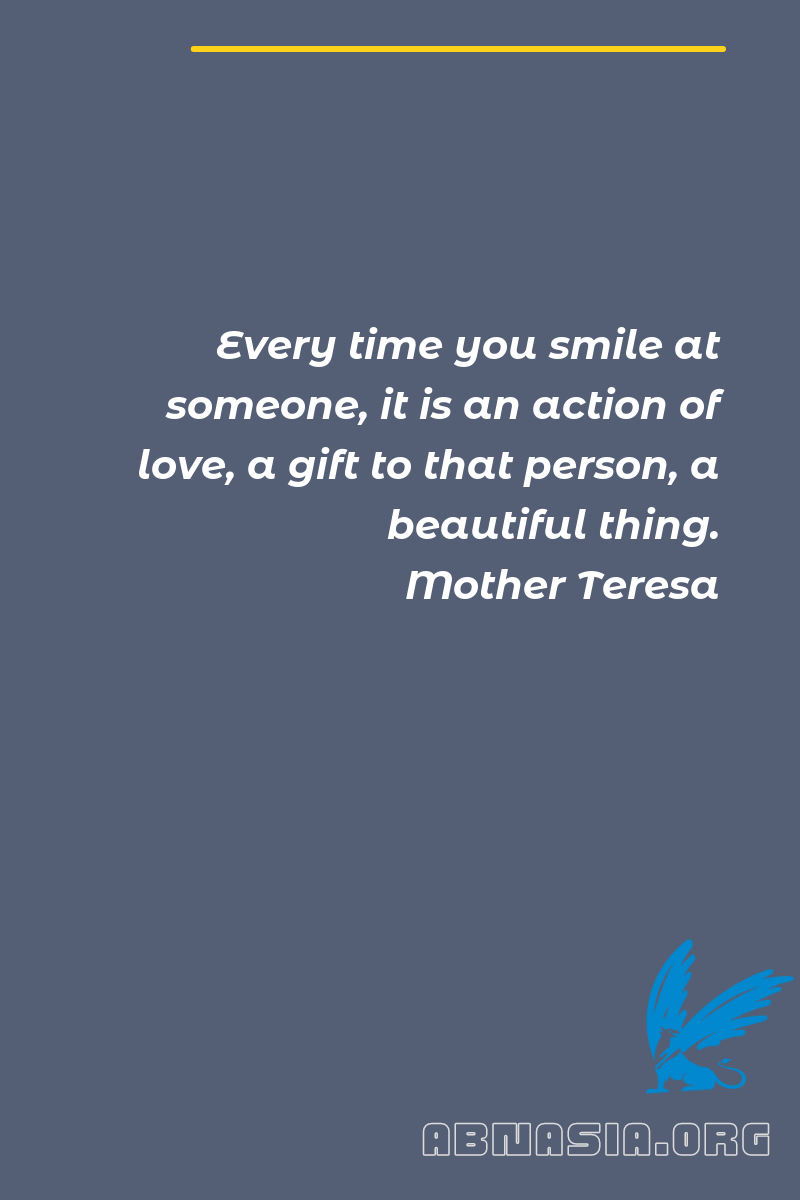 Every time you smile at
someone, it is an action of
love, a gift to that person, a
beautiful thing.
Mother Teresa
ABNASIA.ORG